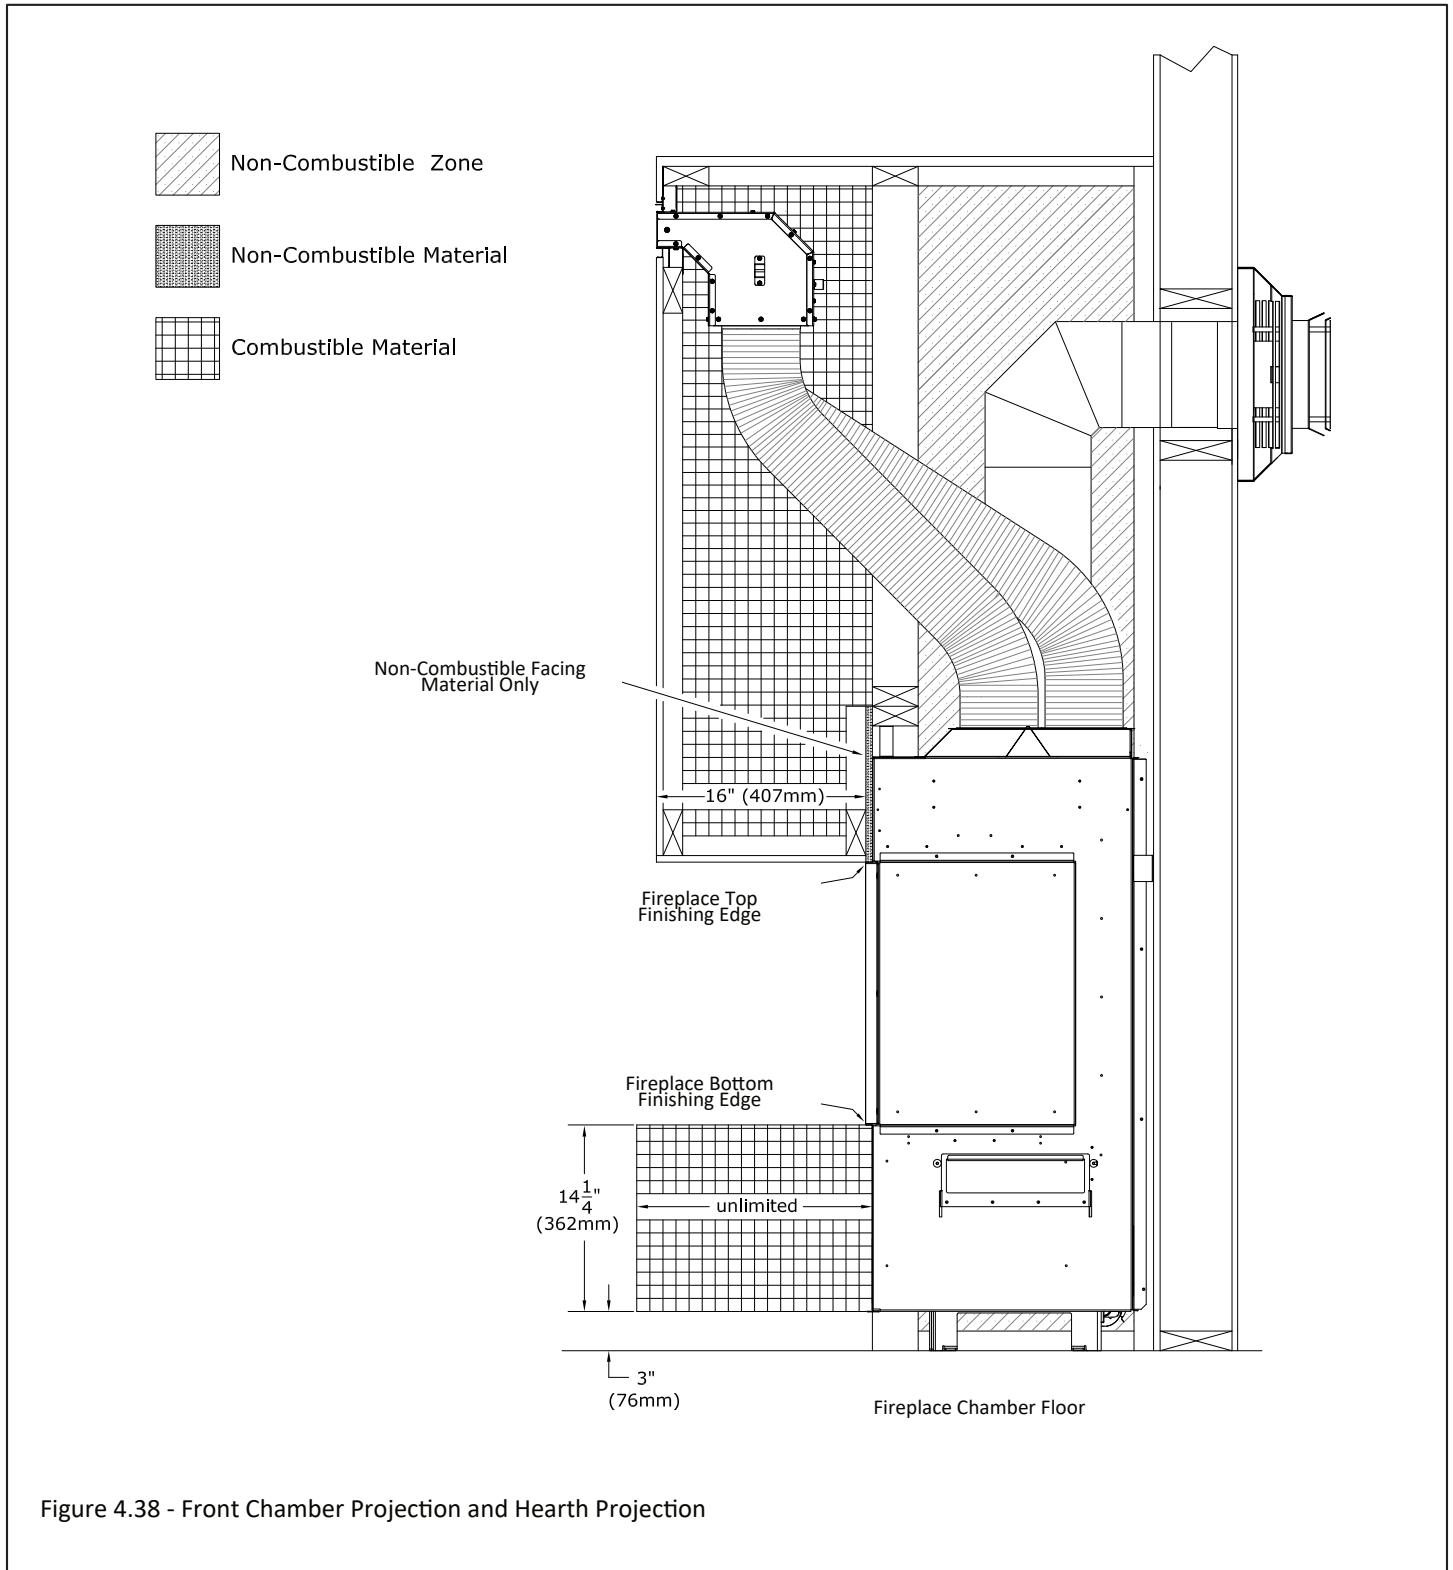 Non-Combustible Zone
Non-Combustible Material
Combustible Material
Non-Combustible Facing
Material Only
16" (407mm)
Fireplace Top
Finishing Edge
Fireplace Bottom
Finishing Edge
14 1/4"
(362mm)
unlimited
3"
(76mm)
Fireplace Chamber Floor
Figure 4.38 - Front Chamber Projection and Hearth Projection